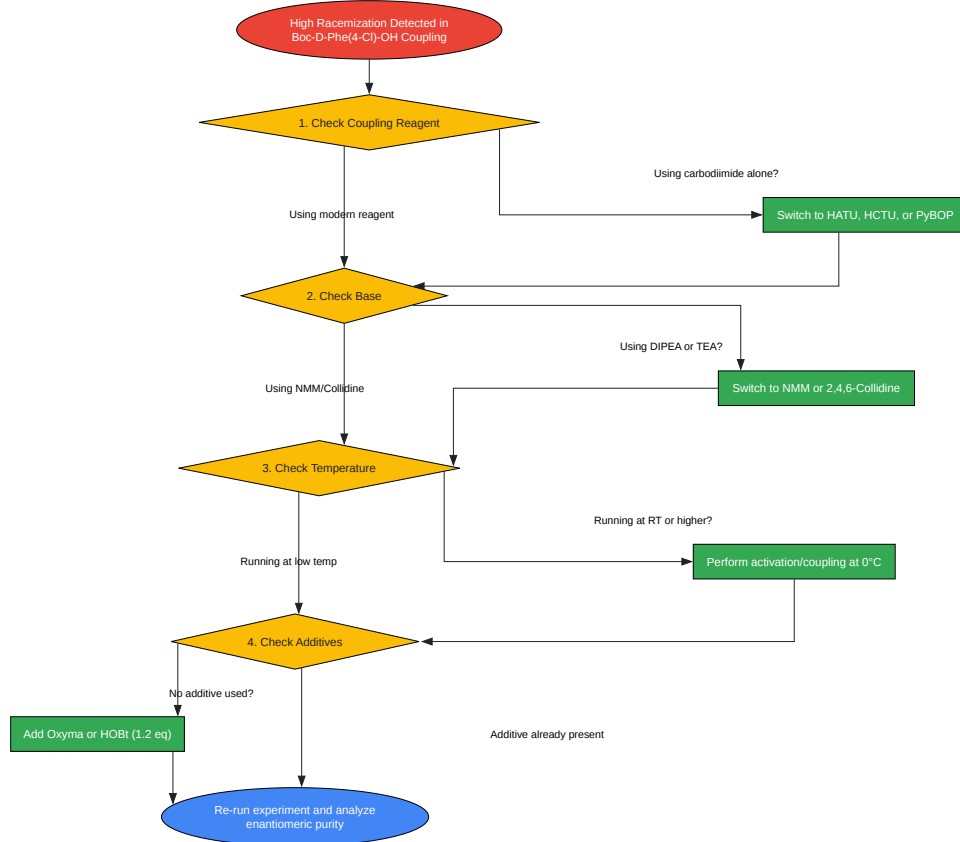 High Racemization Detected in
Boc-D-Phe(4-Cl)-OH Coupling
1. Check Coupling Reagent
Using carbodiimide alone?
Using modern reagent
Switch to HATU, HCTU, or PyBOP
2. Check Base
Using DIPEA or TEA?
Using NMM/Collidine
Switch to NMM or 2,4,6-Collidine
3. Check Temperature
Running at RT or higher?
Running at low temp
Perform activation/coupling at 0°C
4. Check Additives
No additive used?
Add Oxyma or HOBt (1.2 eq)
Additive already present
Re-run experiment and analyze
enantiomeric purity